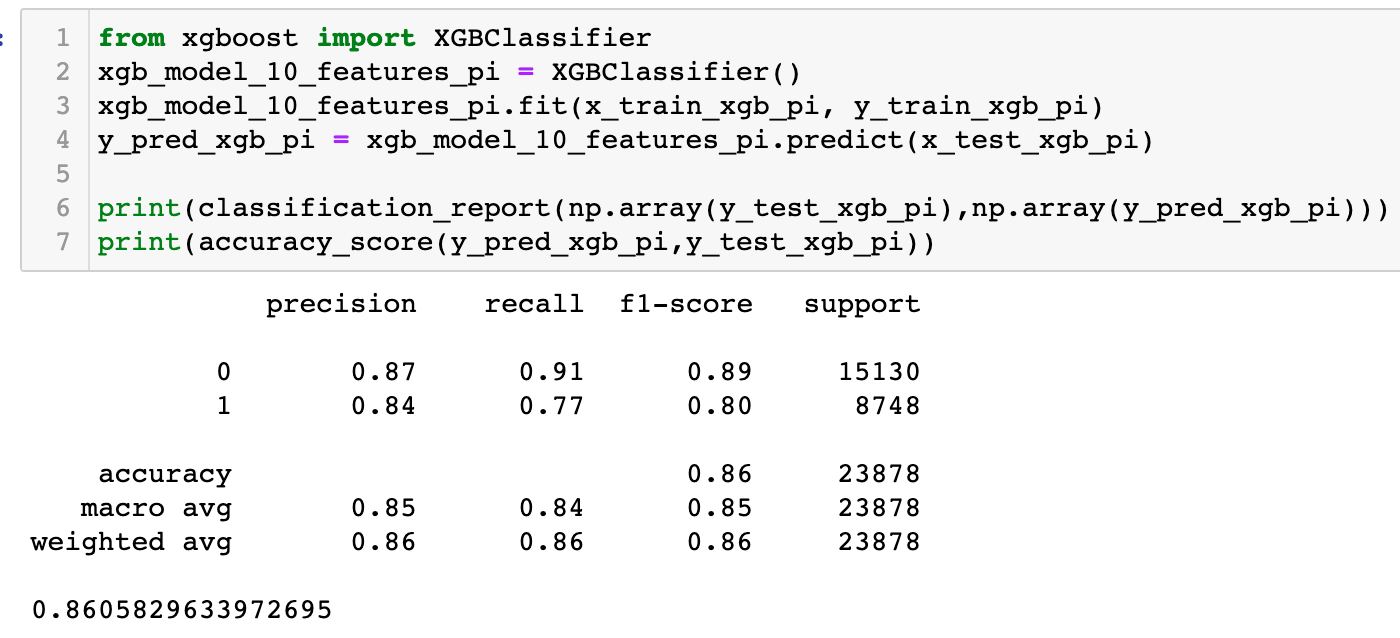 :
1 from xgboost import XGBClassifier
2 xgb_model_10_features_pi = XGBClassifier()
3 xgb_model_10_features_pi.fit(x_train_xgb_pi, y_train_xgb_pi)
4 y_pred_xgb_pi = xgb_model_10_features_pi.predict(x_test_xgb_pi)
5
6 print(classification_report(np.array(y_test_xgb_pi),np.array(y_pred_xgb_pi)))
7 print(accuracy_score(y_pred_xgb_pi,y_test_xgb_pi))
precision recall f1-score support
0 0.87 0.91 0.89 15130
1 0.84 0.77 0.80 8748
accuracy 0.86 23878
macro avg 0.85 0.84 0.85 23878
weighted avg 0.86 0.86 0.86 23878
0.8605829633972695